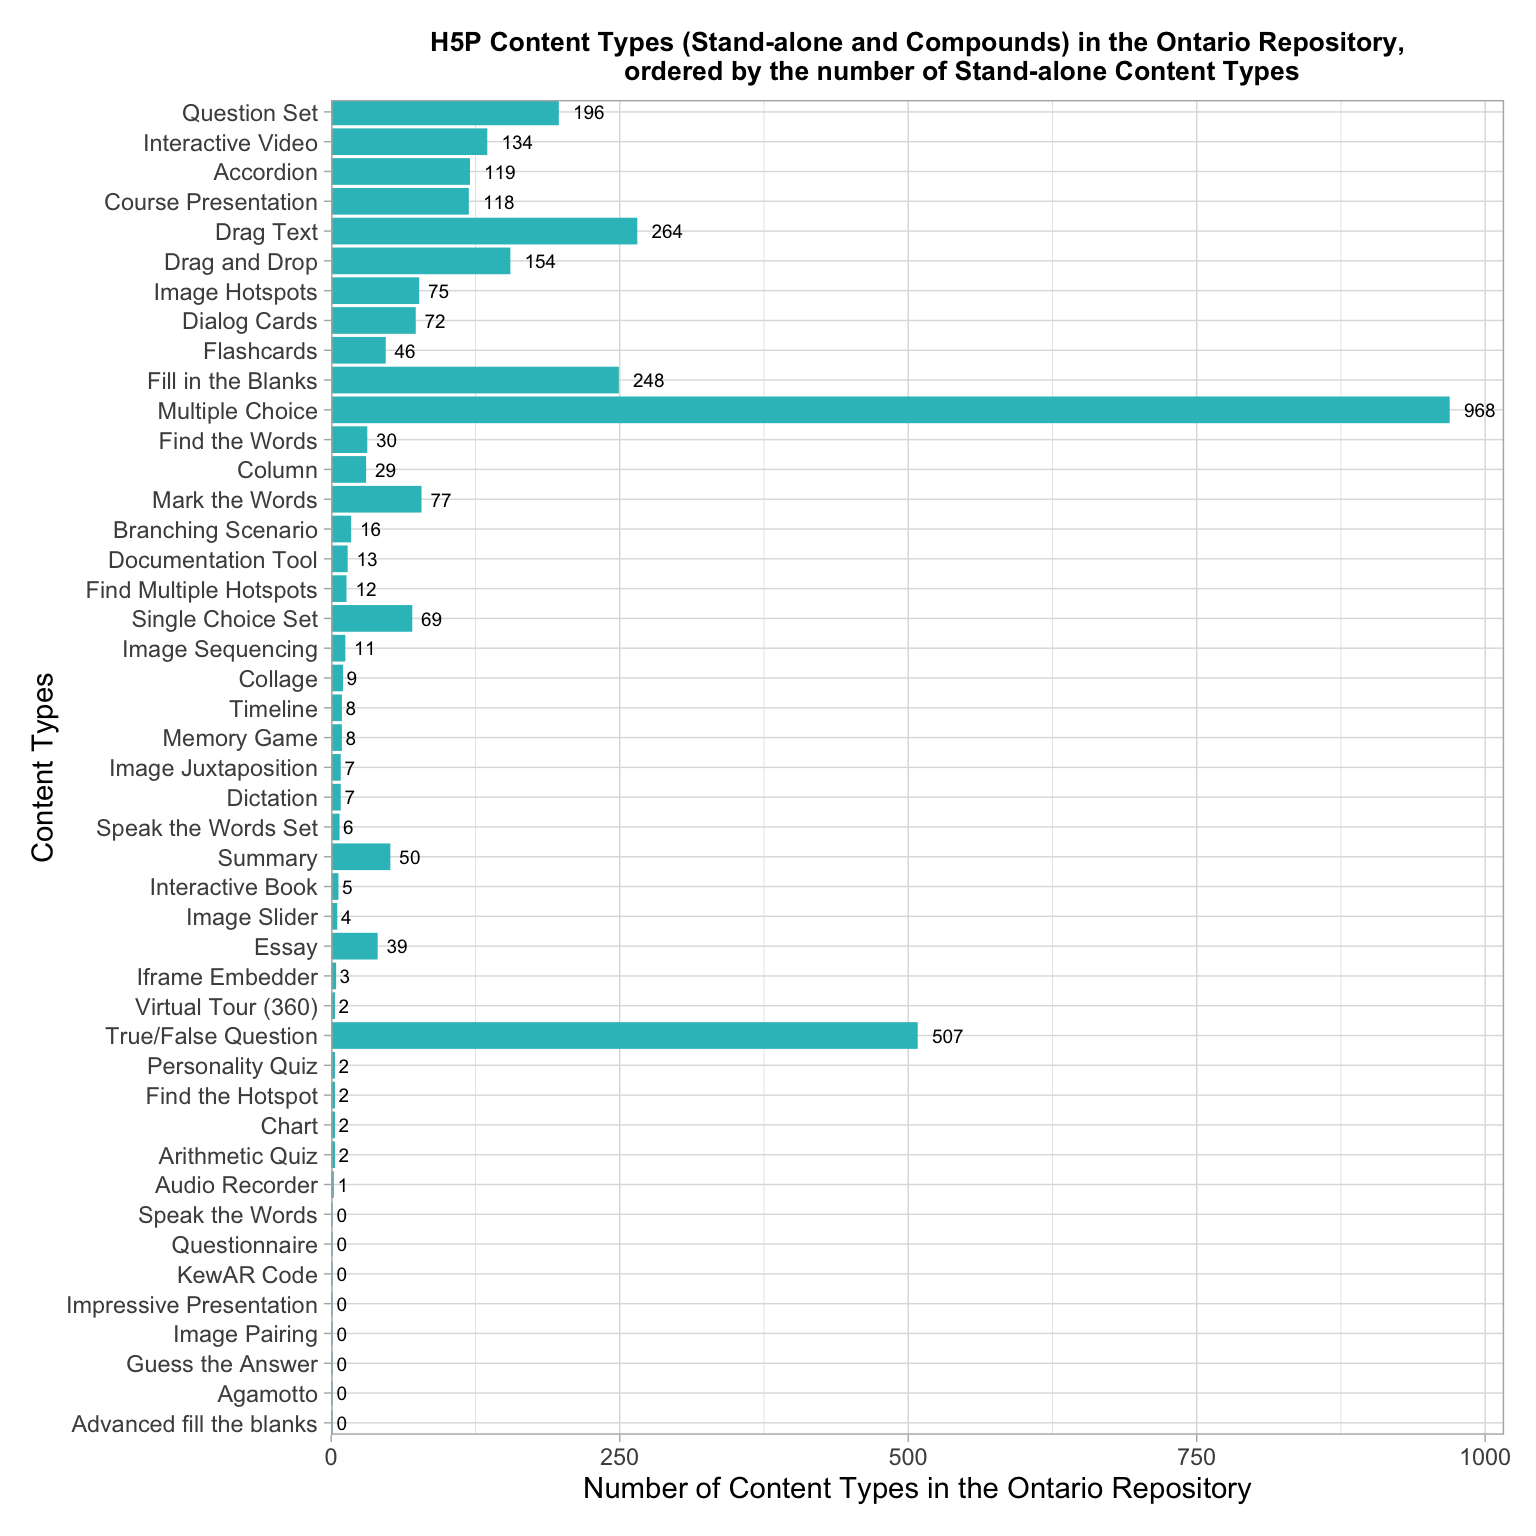 H5P Content Types (Stand-alone and Compounds) in the Ontario Repository,
ordered by the number of Stand-alone Content Types
Content Types
Question Set 196
Interactive Video 134
Accordion 119
Course Presentation 118
Drag Text 264
Drag and Drop 154
Image Hotspots 75
Dialog Cards 72
Flashcards 46
Fill in the Blanks 248
Multiple Choice 968
Find the Words 30
Column 29
Mark the Words 77
Branching Scenario 16
Documentation Tool 13
Find Multiple Hotspots 12
Single Choice Set 69
Image Sequencing 11
Collage 9
Timeline 8
Memory Game 8
Image Juxtaposition 7
Dictation 7
Speak the Words Set 6
Summary 50
Interactive Book 5
Image Slider 4
Essay 39
Iframe Embedder 3
Virtual Tour (360) 2
True/False Question 507
Personality Quiz 2
Find the Hotspot 2
Chart 2
Arithmetic Quiz 2
Audio Recorder 1
Speak the Words 0
Questionnaire 0
KewAR Code 0
Impressive Presentation 0
Image Pairing 0
Guess the Answer 0
Agamotto 0
Advanced fill the blanks 0
0 250 500 750 1000
Number of Content Types in the Ontario Repository